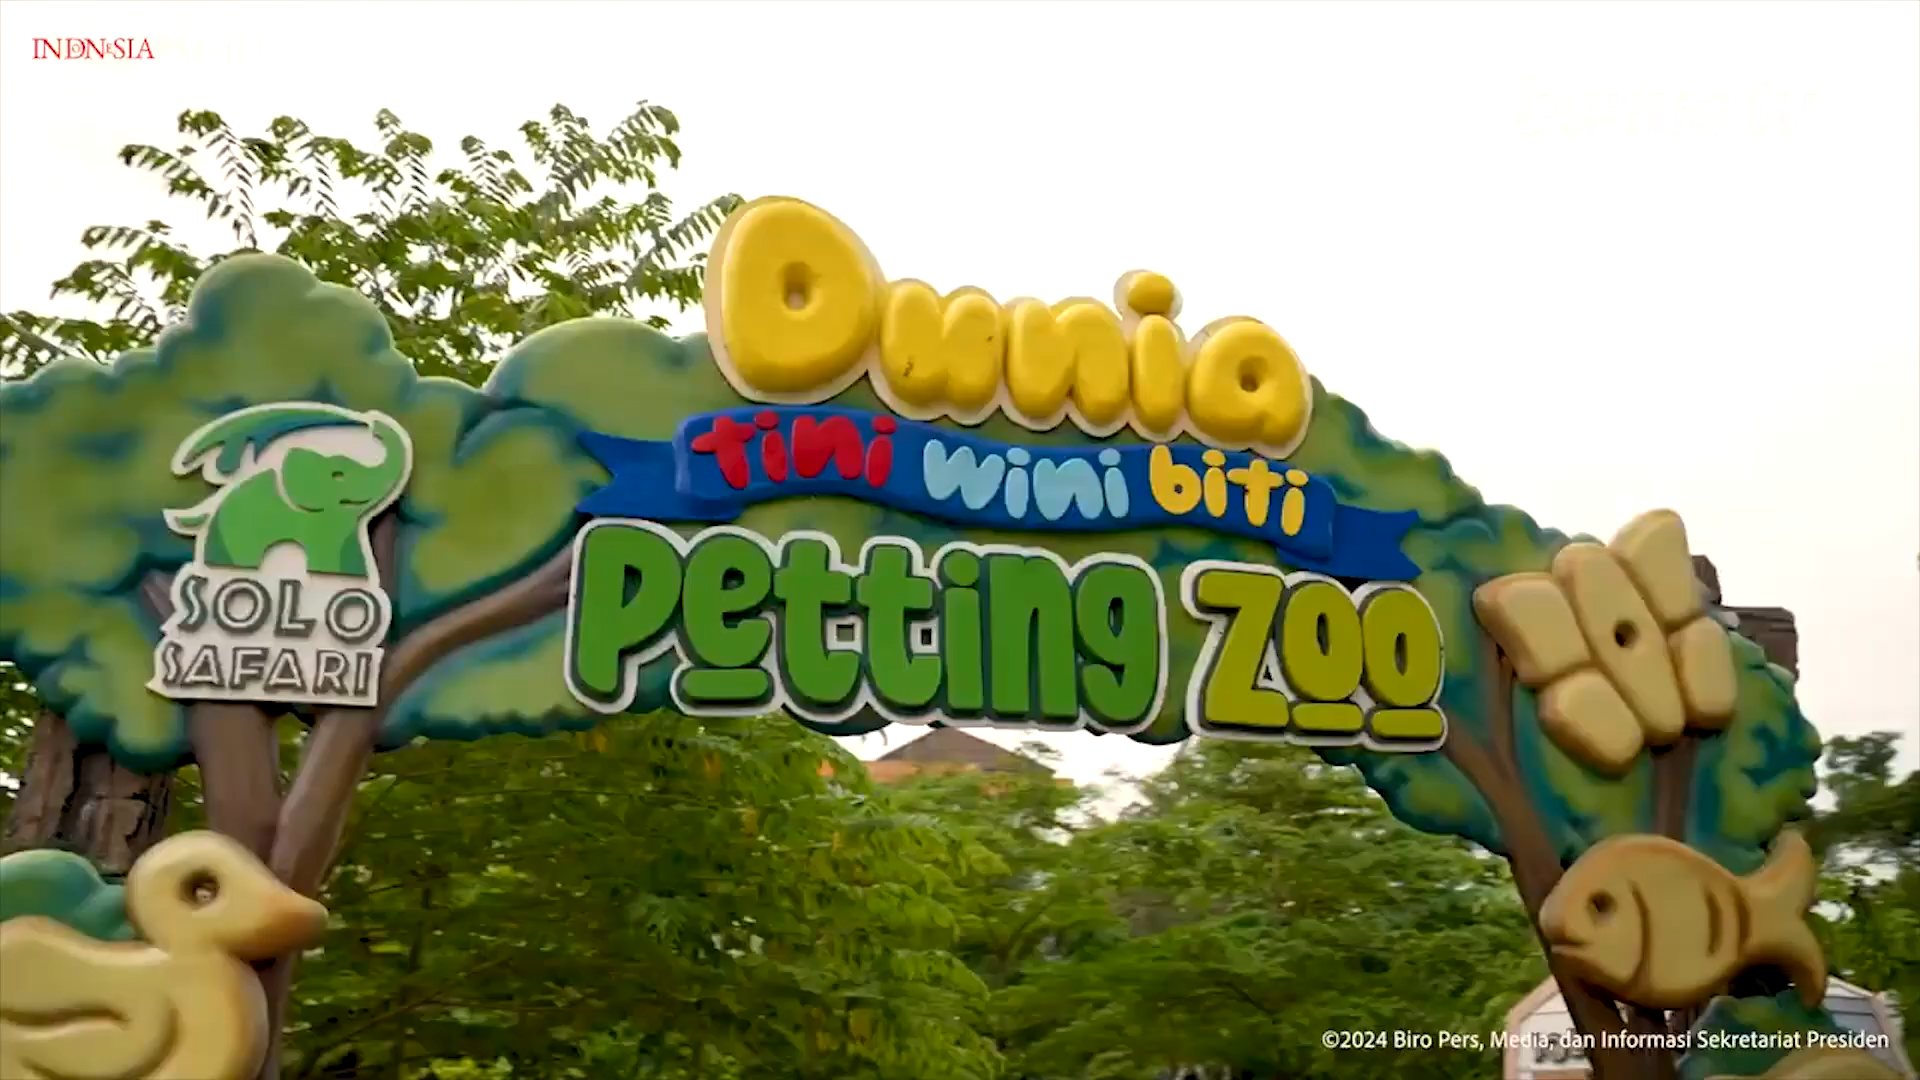 INDONESIA
Dunia
tini wini biti
Petting Zoo
SOLO
SAFARI
©2024 Biro Pers, Media, dan Informasi Sekretariat Presiden